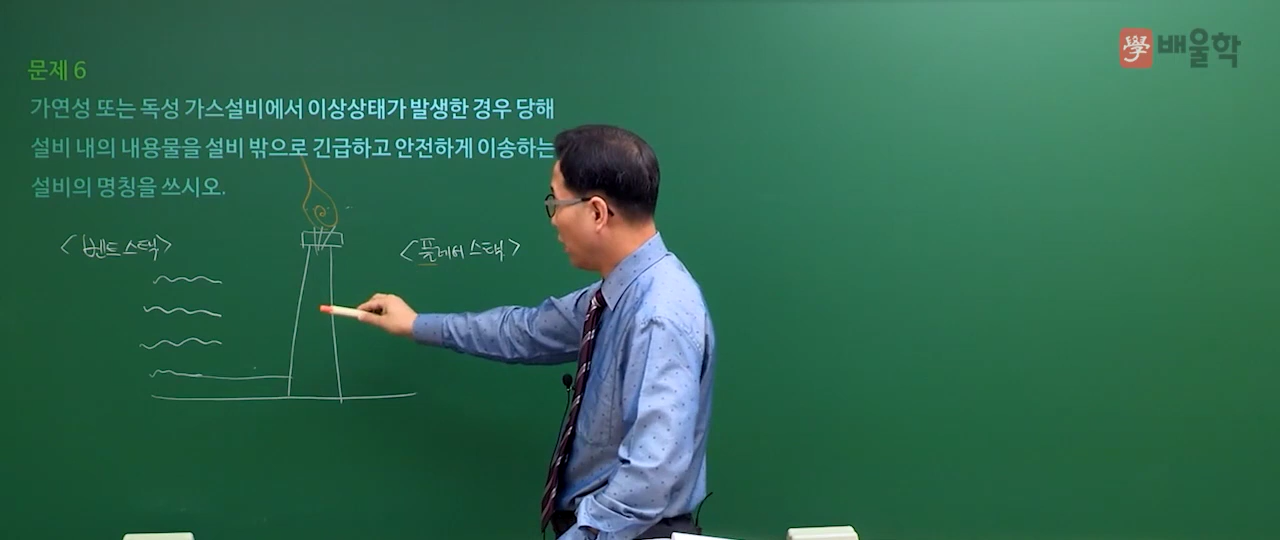 學 배울학
문제 6
가연성 또는 독성 가스설비에서 이상상태가 발생한 경우 당해
설비 내의 내용물을 설비 밖으로 긴급하고 안전하게 이송하는
설비의 명칭을 쓰시오.
<벤트스택>
<플레어스택>